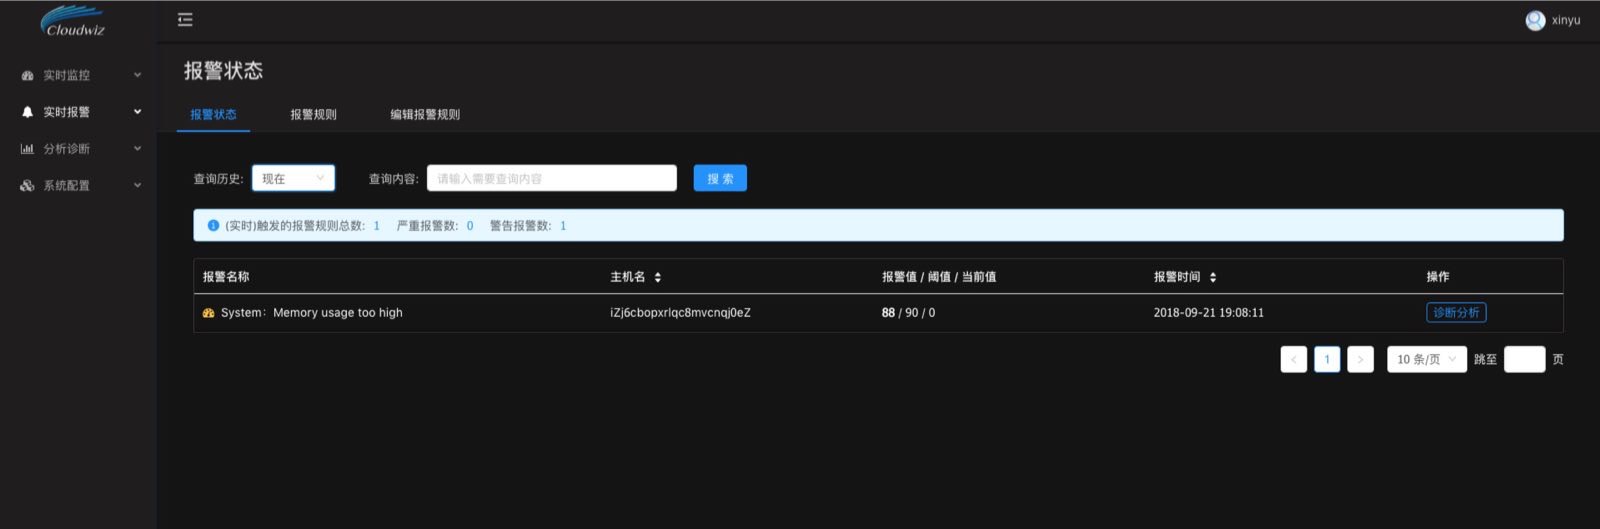 Cloudwiz
xinyu
实时监控
实时报警
分析诊断
系统配置
报警状态
报警状态 报警规则 编辑报警规则
查询历史: 现在 查询内容: 请输入需要查询内容 搜 索
(实时)触发的报警规则总数: 1 严重报警数: 0 警告报警数: 1
报警名称 主机名 报警值 / 阈值 / 当前值 报警时间 操作
System: Memory usage too high iZj6cbopxrlqc8mvcnqj0eZ 88 / 90 / 0 2018-09-21 19:08:11 诊断分析
< 1 > 10 条/页 跳至 页